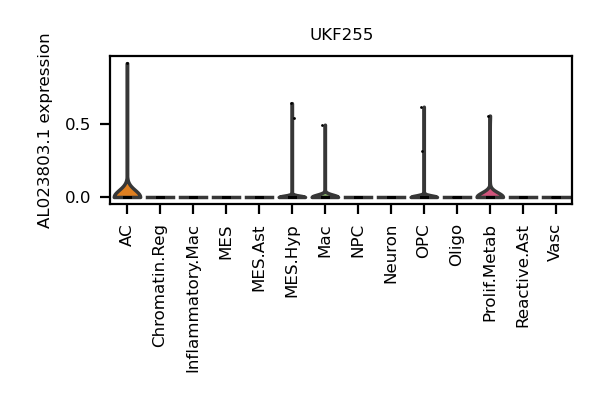 UKF255
AL023803.1 expression
0.5
0.0
AC
Chromatin.Reg
Inflammatory.Mac
MES
MES.Ast
MES.Hyp
Mac
NPC
Neuron
OPC
Oligo
Prolif.Metab
Reactive.Ast
Vasc